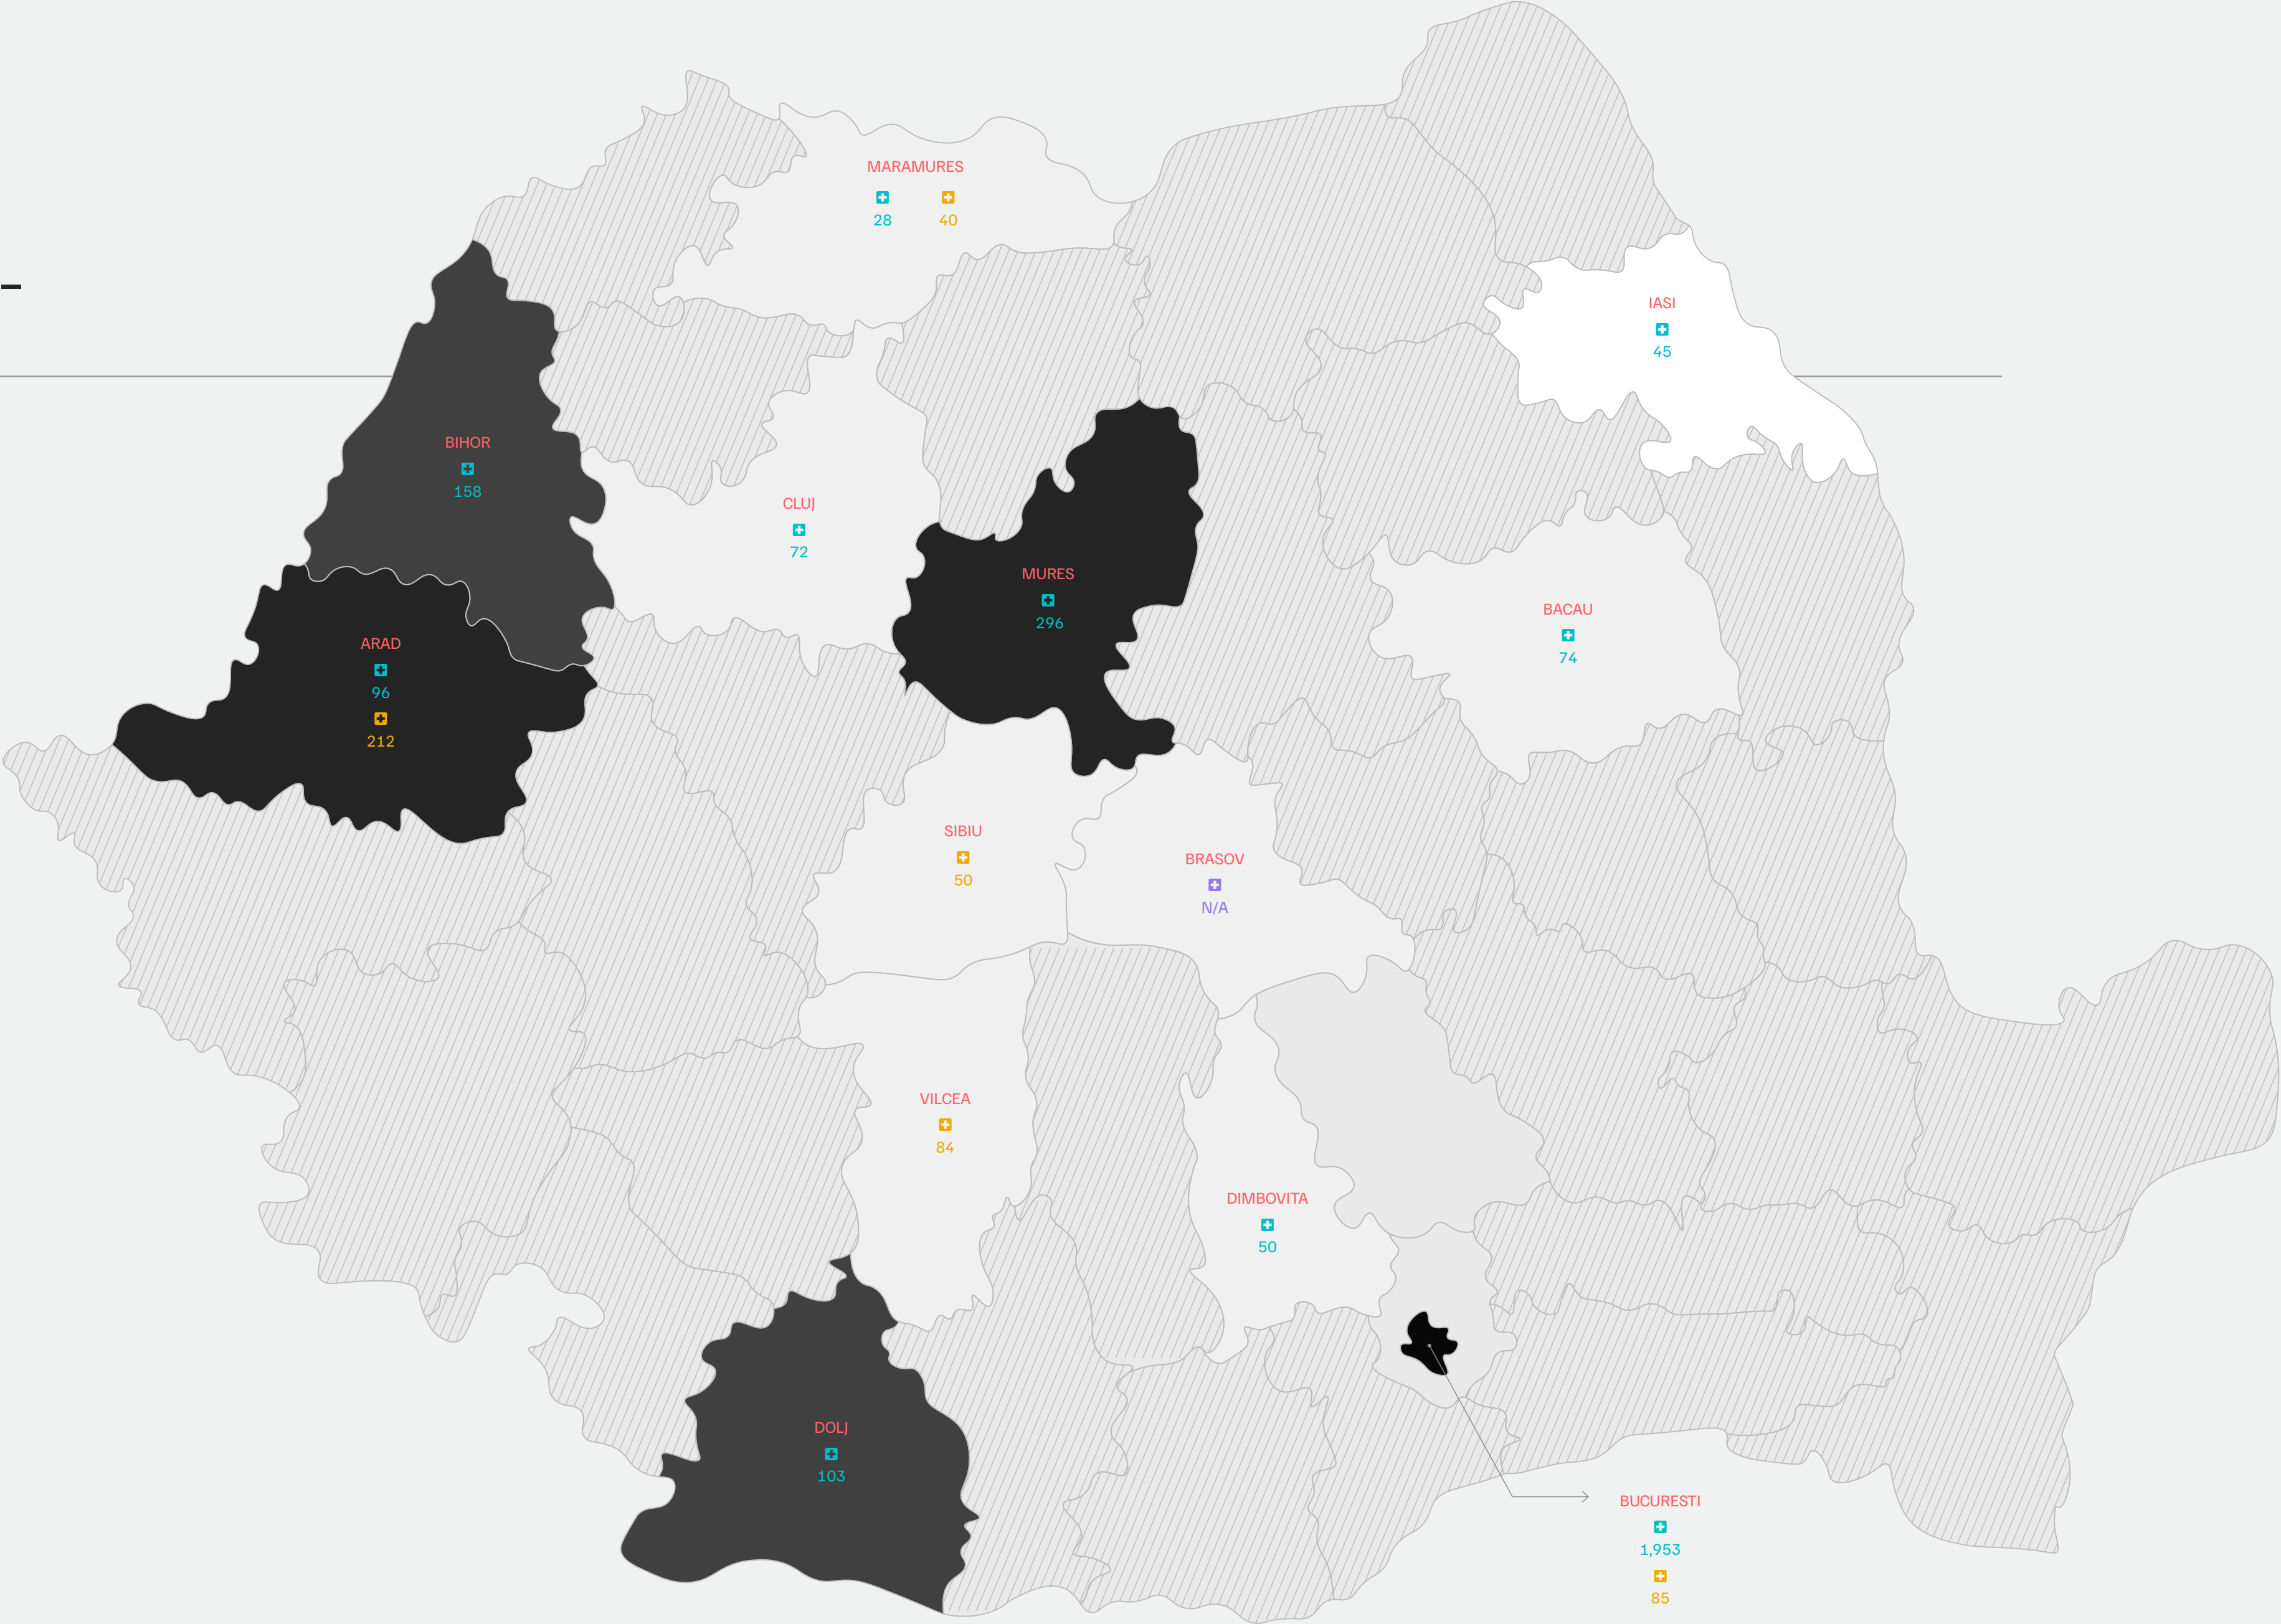 MARAMURES
28 40
IASI
45
BIHOR
158
CLUJ
72
MURES
296
BACAU
74
ARAD
96
212
SIBIU
50
BRASOV
N/A
VILCEA
84
DIMBOVITA
50
DOLJ
103
BUCURESTI
1,953
85